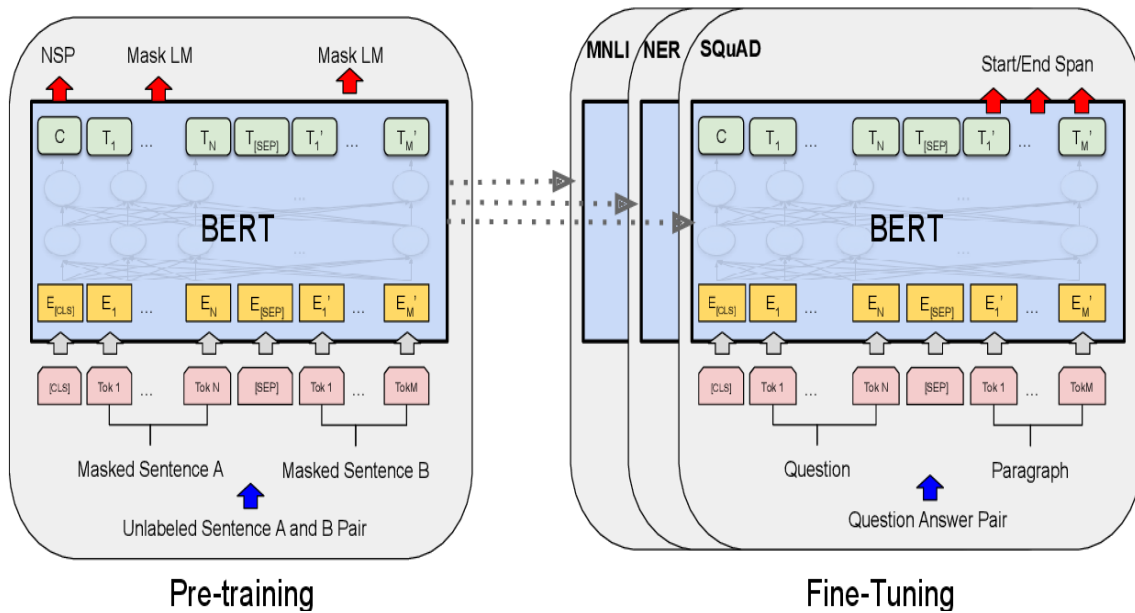 NSP Mask LM Mask LM
C T1 ... TN T[SEP] T1' ... TM'
...
BERT
...
E[CLS] E1 ... EN E[SEP] E1' ... EM'
[CLS] Tok 1 ... Tok N [SEP] Tok 1 ... TokM
Masked Sentence A Masked Sentence B
Unlabeled Sentence A and B Pair
Pre-training
MNLI NER SQuAD
Start/End Span
C T1 ... TN T[SEP] T1' ... TM'
...
BERT
...
E[CLS] E1 ... EN E[SEP] E1' ... EM'
[CLS] Tok 1 ... Tok N [SEP] Tok 1 ... TokM
Question Paragraph
Question Answer Pair
Fine-Tuning